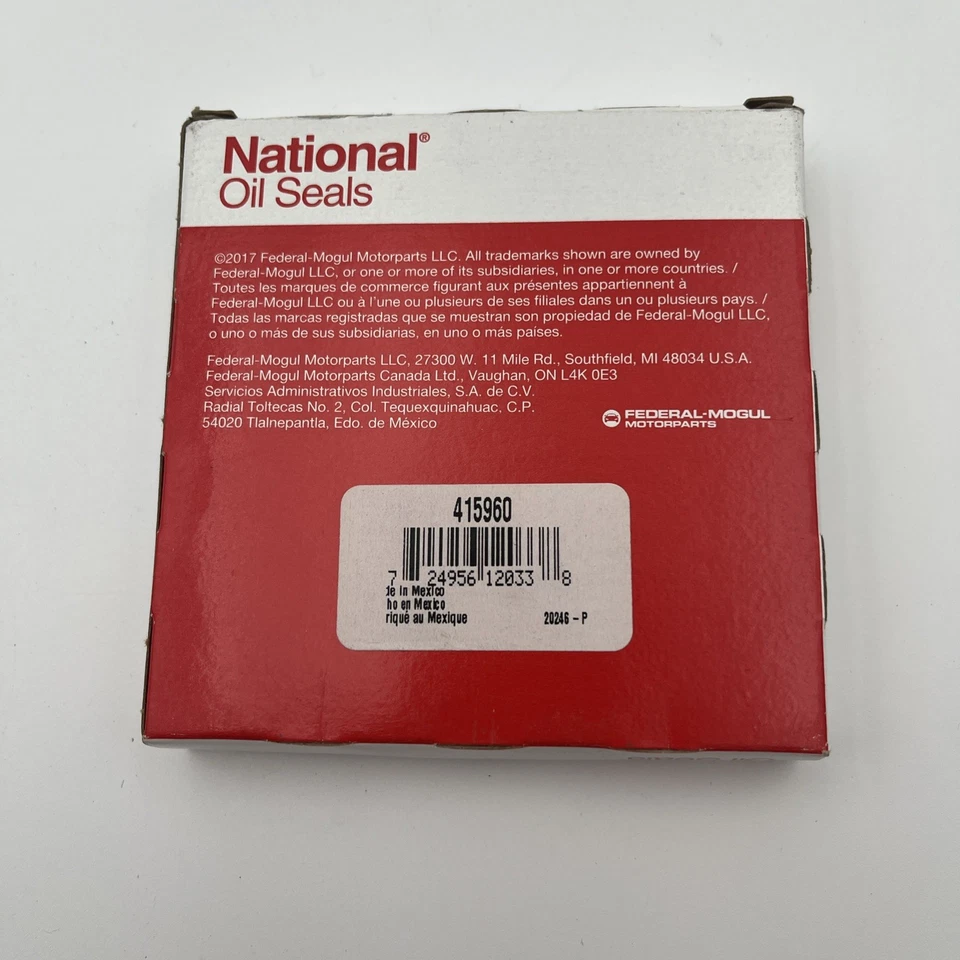 National®
Oil Seals
©2017 Federal-Mogul Motorparts LLC. All trademarks shown are owned by
Federal-Mogul LLC, or one or more of its subsidiaries, in one or more countries. /
Toutes les marques de commerce figurant aux présentes appartiennent à
Federal-Mogul LLC ou à l'une ou plusieurs de ses filiales dans un ou plusieurs pays. /
Todas las marcas registradas que se muestran son propiedad de Federal-Mogul LLC,
o uno o más de sus subsidiarias, en uno o más países.
Federal-Mogul Motorparts LLC, 27300 W. 11 Mile Rd., Southfield, MI 48034 U.S.A.
Federal-Mogul Motorparts Canada Ltd., Vaughan, ON L4K 0E3
Servicios Administrativos Industriales, S.A. de C.V.
Radial Toltecas No. 2, Col. Tequexquinahuac, C.P.
54020 Tlalnepantla, Edo. de México
FEDERAL-MOGUL
MOTORPARTS
415960
7 24956 12033 8
de in Mexico
ho en Mexico
riqué au Mexique 20246 - P